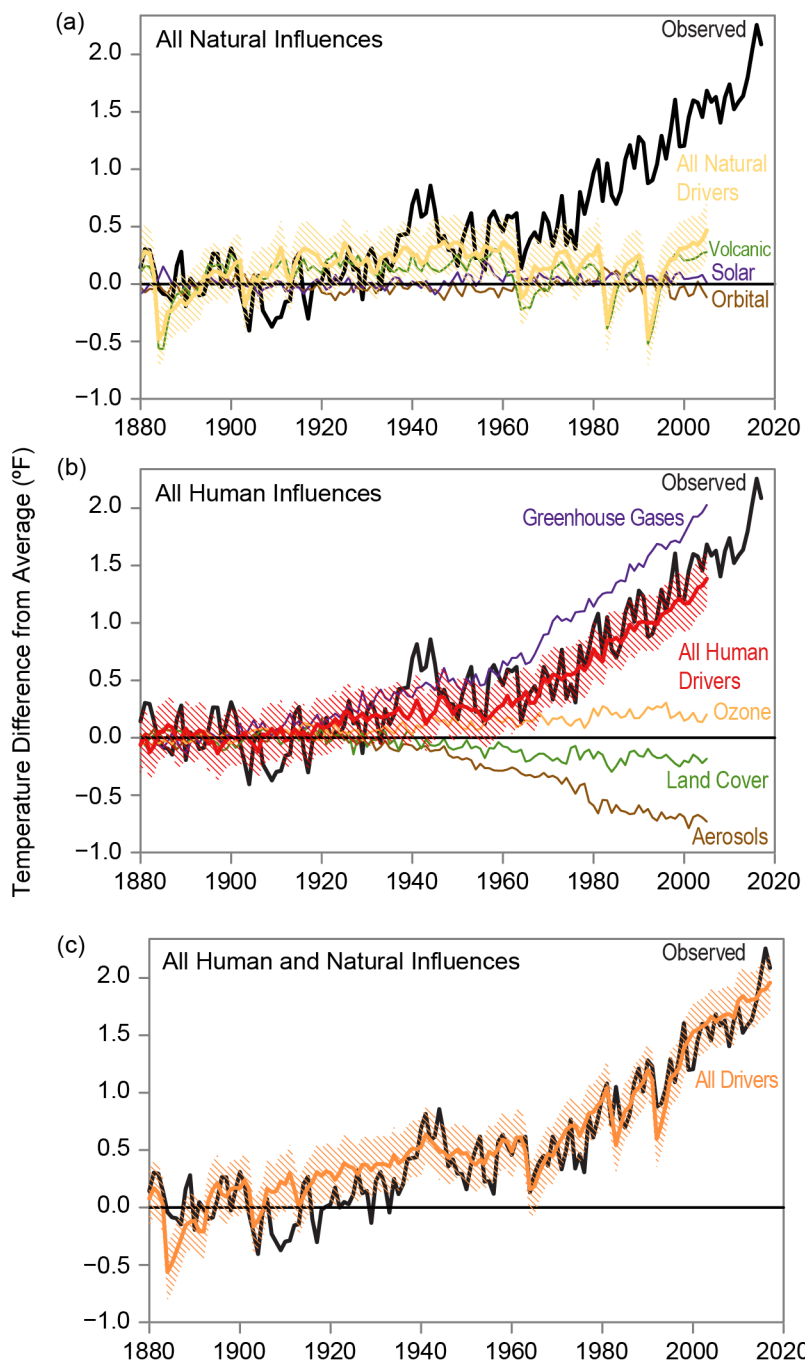 Temperature Difference from Average (ºF)
(a)
All Natural Influences
Observed
2.0
1.5
1.0
All Natural
Drivers
0.5
Volcanic
Solar
0.0
Orbital
−0.5
−1.0
1880 1900 1920 1940 1960 1980 2000 2020
(b)
All Human Influences
Observed
2.0
Greenhouse Gases
1.5
1.0
All Human
Drivers
0.5
Ozone
0.0
Land Cover
−0.5
Aerosols
−1.0
1880 1900 1920 1940 1960 1980 2000 2020
(c)
Observed
All Human and Natural Influences
2.0
1.5
All Drivers
1.0
0.5
0.0
−0.5
−1.0
1880 1900 1920 1940 1960 1980 2000 2020